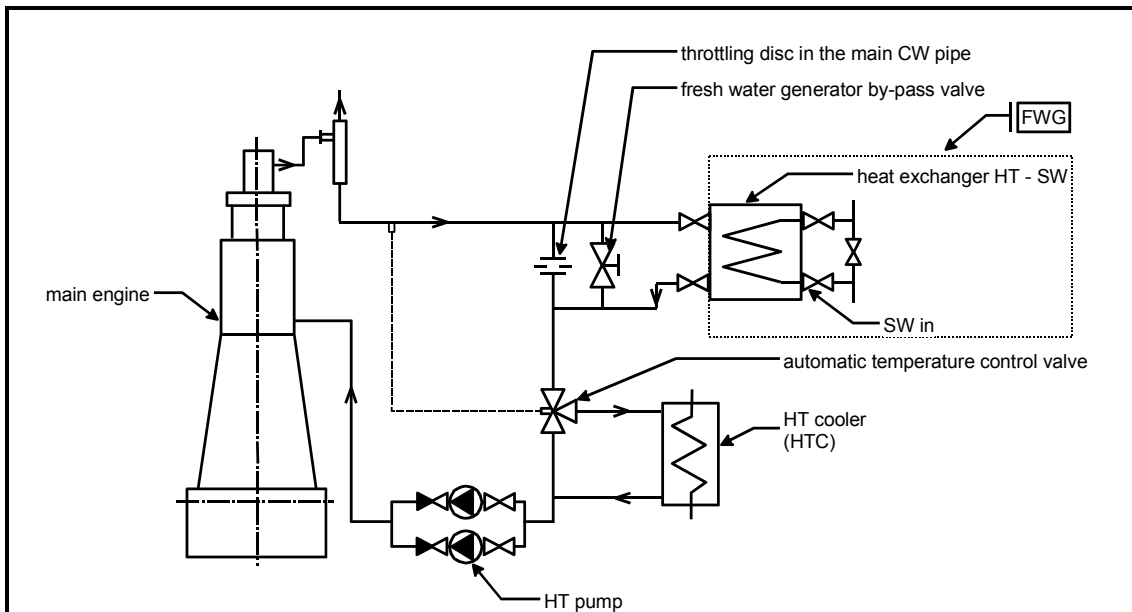 throttling disc in the main CW pipe
fresh water generator by-pass valve
FWG
heat exchanger HT - SW
main engine
SW in
automatic temperature control valve
HT cooler
(HTC)
HT pump